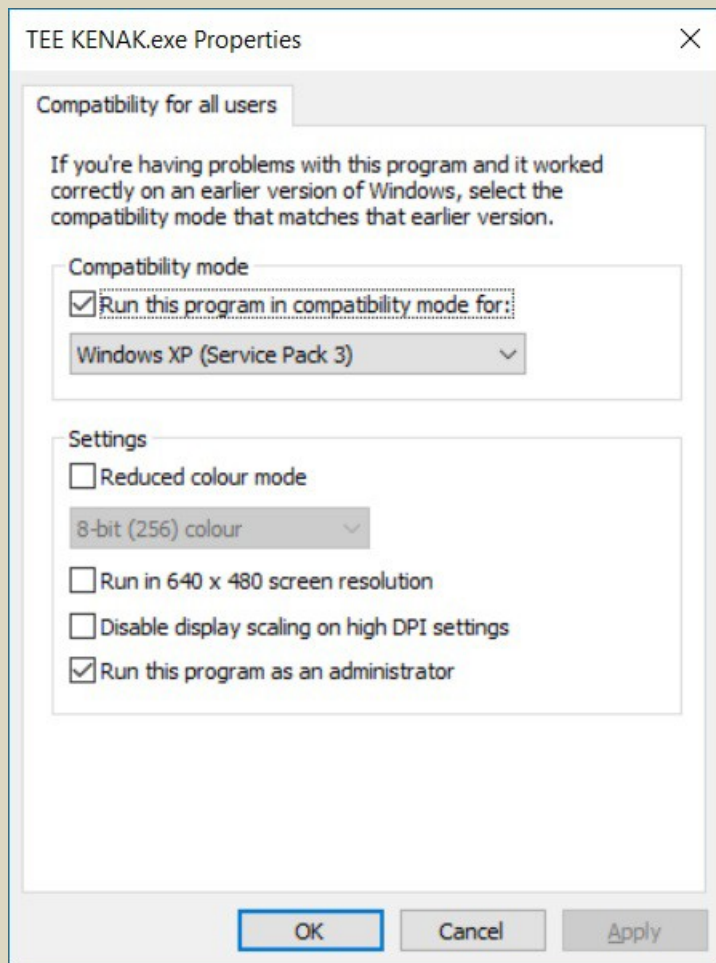 TEE KENAK.exe Properties
Compatibility for all users
If you're having problems with this program and it worked
correctly on an earlier version of Windows, select the
compatibility mode that matches that earlier version.
Compatibility mode
Run this program in compatibility mode for:
Windows XP (Service Pack 3)
Settings
Reduced colour mode
8-bit (256) colour
Run in 640 x 480 screen resolution
Disable display scaling on high DPI settings
Run this program as an administrator
OK Cancel Apply